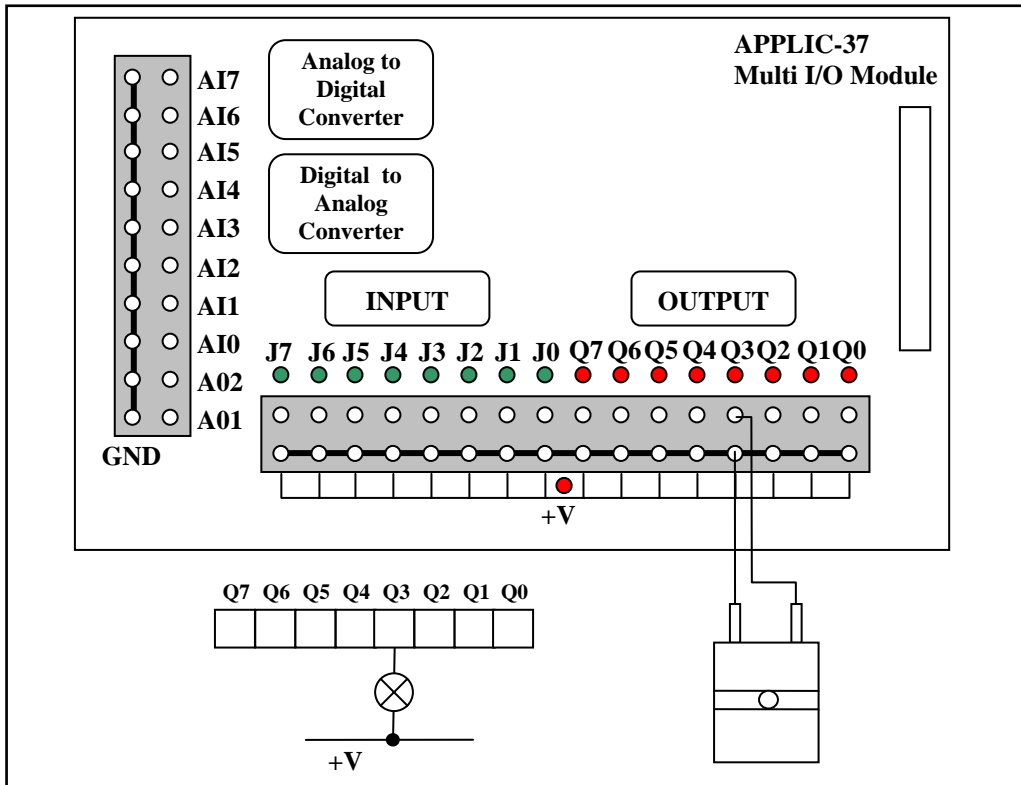 APPLIC-37
Multi I/O Module
Analog to
Digital
Converter
Digital to
Analog
Converter
AI7
AI6
AI5
AI4
AI3
AI2
AI1
AI0
A02
A01
GND
INPUT
OUTPUT
J7 J6 J5 J4 J3 J2 J1 J0 Q7 Q6 Q5 Q4 Q3 Q2 Q1 Q0
+V
Q7 Q6 Q5 Q4 Q3 Q2 Q1 Q0
+V